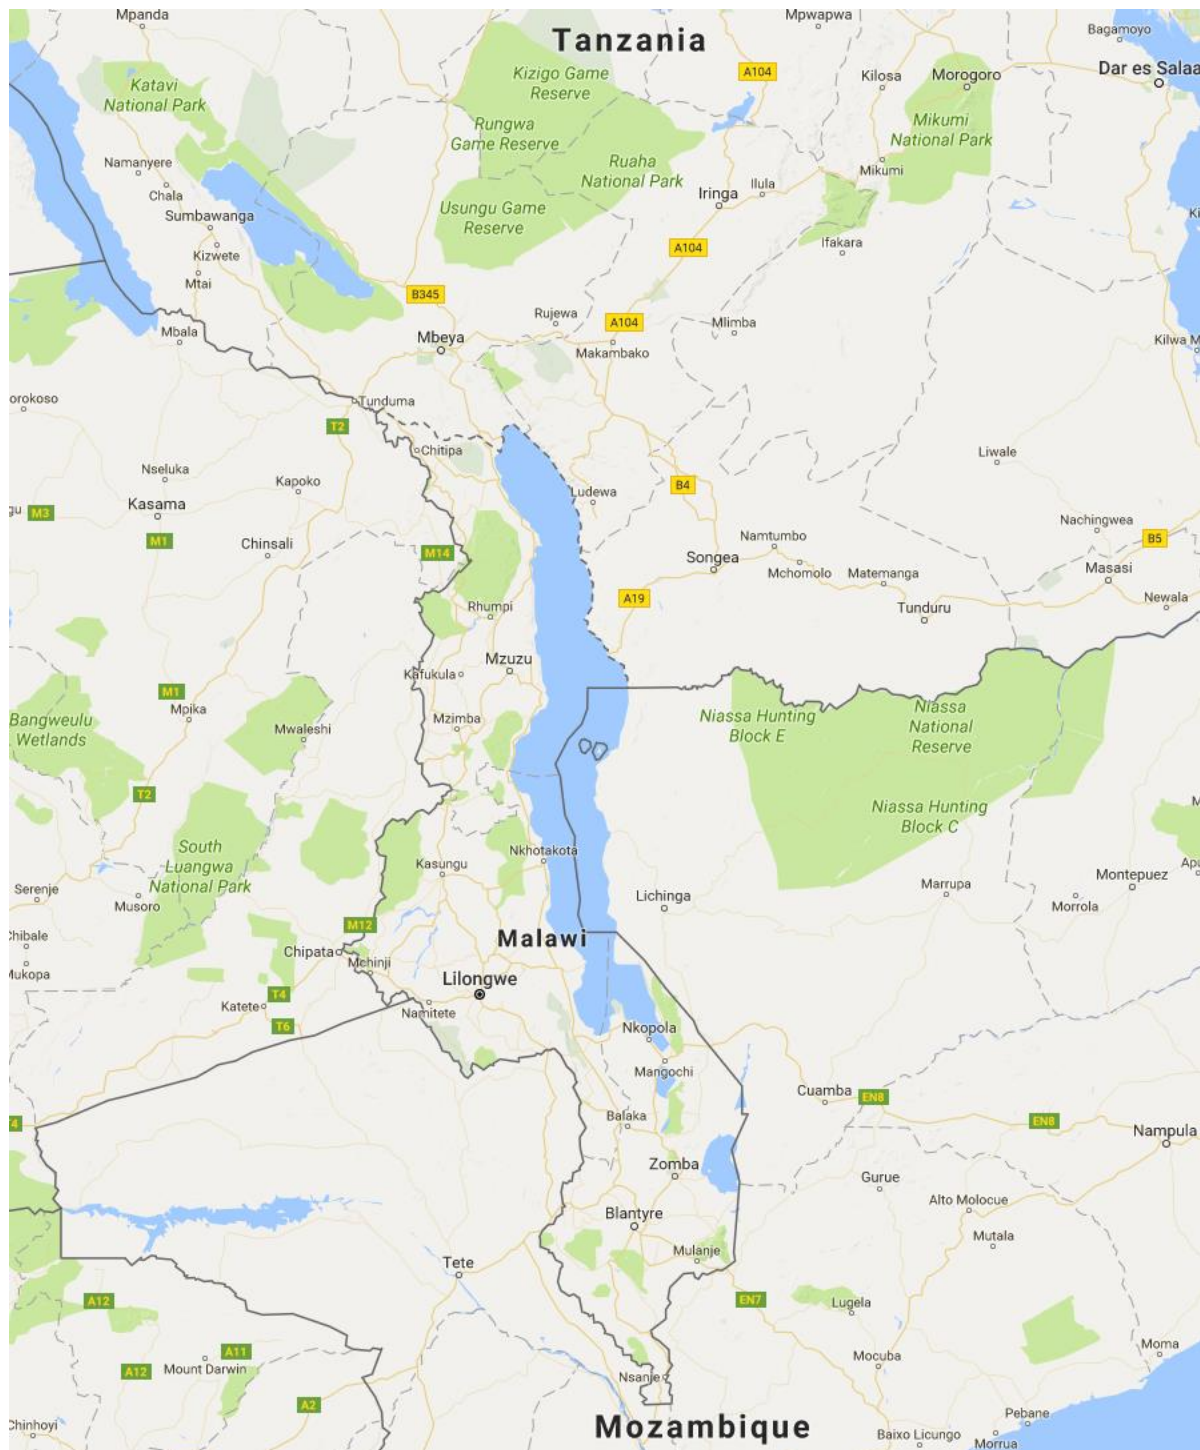 Mpanda
Mpwapwa
Bagamoyo
Tanzania
A104
Dar es Salaa
Katavi
National Park
Kizigo Game
Reserve
Kilosa
Morogoro
Rungwa
Game Reserve
Mikumi
National Park
Namanyere
Ruaha
National Park
Mikumi
Chala
Iringa
Ilula
Usungu Game
Reserve
Sumbawanga
Ki
Kizwete
A104
Ifakara
Mtai
B345
Rujewa
A104
Mlimba
Mbala
Mbeya
Makambako
Kilwa M
orokoso
Tunduma
T2
Chitipa
Liwale
Nseluka
Kapoko
B4
Ludewa
Kasama
gu
M3
Nachingwea
M1
Chinsali
M14
Namtumbo
B5
Songea
Mchomolo
Matemanga
Masasi
Rhumpi
A19
Tunduru
Newala
Mzuzu
Kafukula
M1
Mpika
Bangweulu
Wetlands
Mwaleshi
Mzimba
Niassa Hunting
Block E
Niassa
National
Reserve
T2
M
Niassa Hunting
Block C
South
Luangwa
National Park
Nkhotakota
Kasungu
Serenje
Musoro
Lichinga
Marrupa
Montepuez
Apu
Morrola
M12
Chibale
Malawi
Chipata
Mchinji
Mukopa
Lilongwe
T4
Katete
Namitete
T6
Nkopola
Mangochi
Cuamba
EN8
EN8
T4
Balaka
Nampula
Zomba
Gurue
Alto Molocue
Blantyre
Mutala
Mulanje
Tete
A12
EN7
Lugela
A11
Moma
A12
Mount Darwin
Mocuba
Nsanje
A2
Chinhoyi
Mozambique
Pebane
Baixo Licungo
Morrua